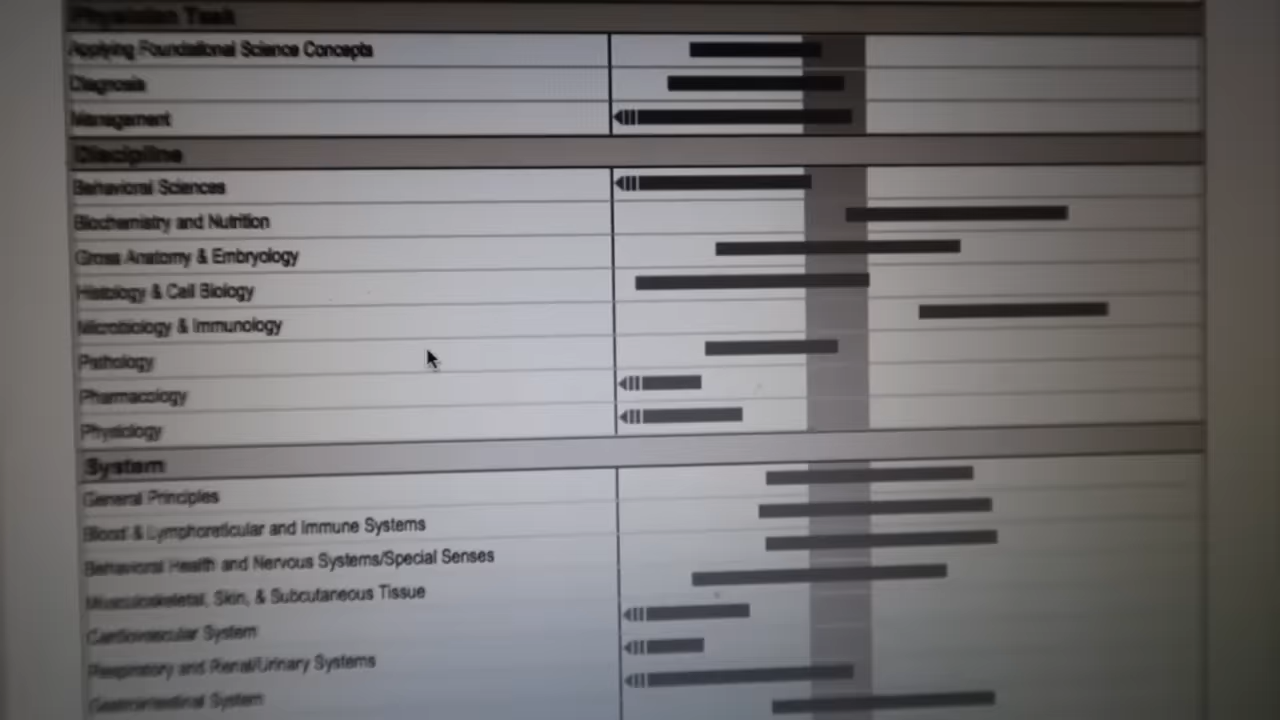 Physician Task
Applying Foundational Science Concepts
Diagnosis
Management
Discipline
Behavioral Sciences
Biochemistry and Nutrition
Gross Anatomy & Embryology
Histology & Cell Biology
Microbiology & Immunology
Pathology
Pharmacology
Physiology
System
General Principles
Blood & Lymphoreticular and Immune Systems
Behavioral Health and Nervous Systems/Special Senses
Musculoskeletal, Skin, & Subcutaneous Tissue
Cardiovascular System
Respiratory and Renal/Urinary Systems
Gastrointestinal System